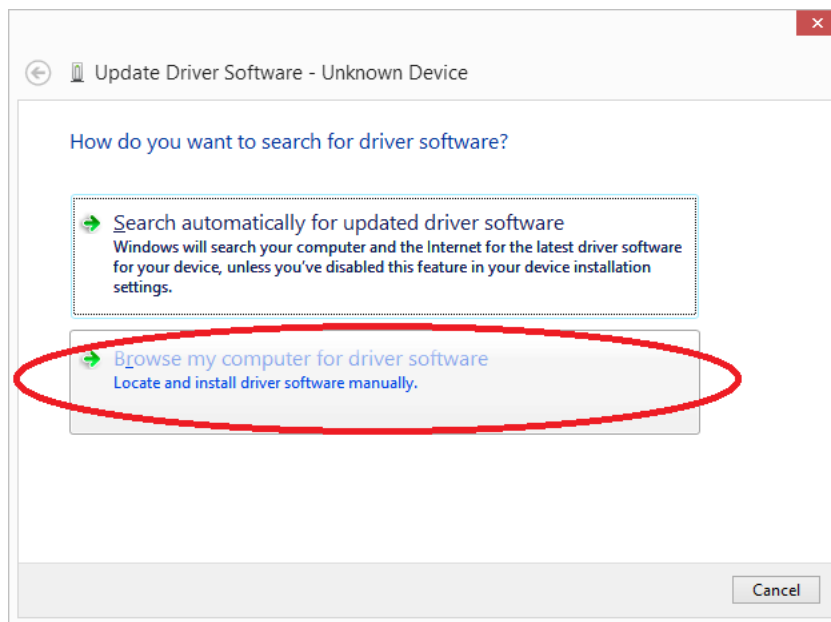 Update Driver Software - Unknown Device
How do you want to search for driver software?
Search automatically for updated driver software
Windows will search your computer and the Internet for the latest driver software
for your device, unless you've disabled this feature in your device installation
settings.
Browse my computer for driver software
Locate and install driver software manually.
Cancel